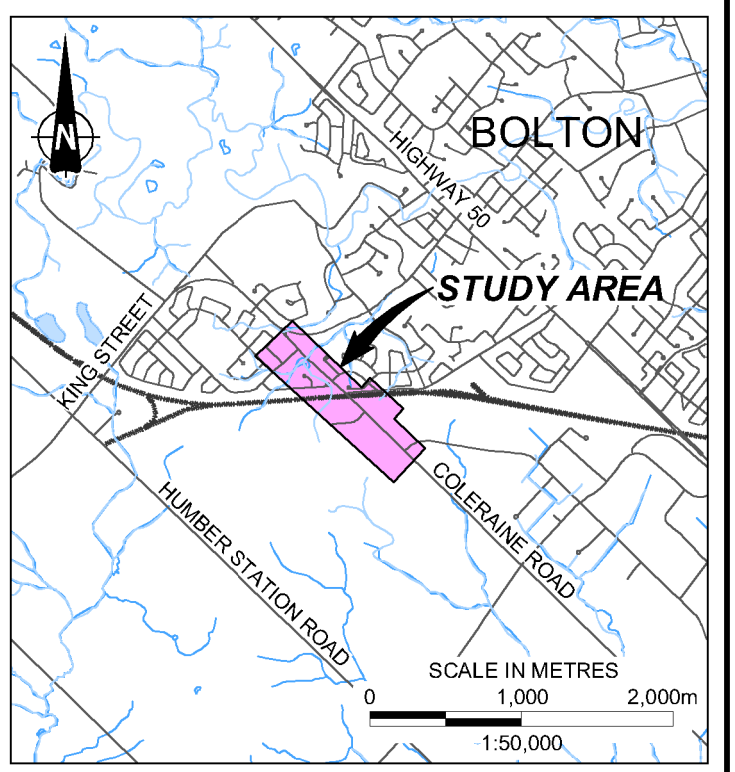 N
BOLTON
HIGHWAY 50
STUDY AREA
KING STREET
COLERAINE ROAD
HUMBER STATION ROAD
SCALE IN METRES
0 1,000 2,000m
1:50,000